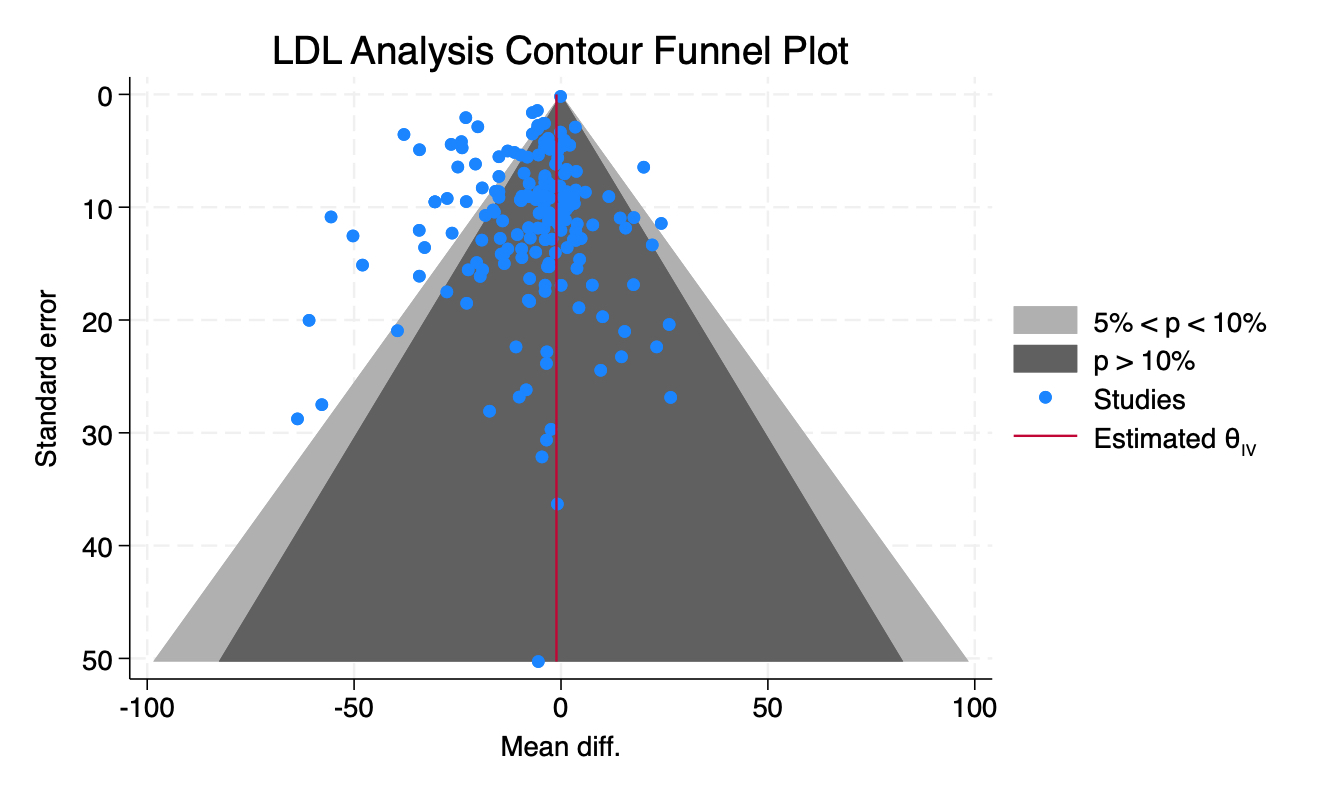 LDL Analysis Contour Funnel Plot
0
10
20
30
40
50
Standard error
-100 -50 0 50 100
Mean diff.
5% < p < 10%
p > 10%
Studies
Estimated θIV